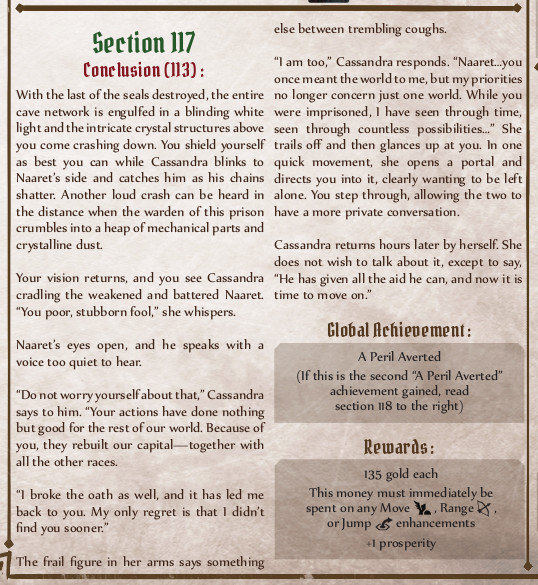 Section 117
Conclusion (113) :
With the last of the seals destroyed, the entire
cave network is engulfed in a blinding white
light and the intricate crystal structures above
you come crashing down. You shield yourself
as best you can while Cassandra blinks to
Naaret's side and catches him as his chains
shatter. Another loud crash can be heard in
the distance when the warden of this prison
crumbles into a heap of mechanical parts and
crystalline dust.
Your vision returns, and you see Cassandra
cradling the weakened and battered Naaret.
“You poor, stubborn fool,” she whispers.
Naaret's eyes open, and he speaks with a
voice too quiet to hear.
“Do not worry yourself about that,” Cassandra
says to him. “Your actions have done nothing
but good for the rest of our world. Because of
you, they rebuilt our capital—together with
all the other races.
“I broke the oath as well, and it has led me
back to you. My only regret is that I didn't
find you sooner.”
The frail figure in her arms says something
else between trembling coughs.
“I am too,” Cassandra responds. “Naaret...you
once meant the world to me, but my priorities
no longer concern just one world. While you
were imprisoned, I have seen through time,
seen through countless possibilities...” She
trails off and then glances up at you. In one
quick movement, she opens a portal and
directs you into it, clearly wanting to be left
alone. You step through, allowing the two to
have a more private conversation.
Cassandra returns hours later by herself. She
does not wish to talk about it, except to say,
“He has given all the aid he can, and now it is
time to move on.”
Global Achievement :
A Peril Averted
(If this is the second “A Peril Averted”
achievement gained, read
section 118 to the right)
Rewards :
135 gold each
This money must immediately be
spent on any Move , Range ,
or Jump enhancements
+1 prosperity